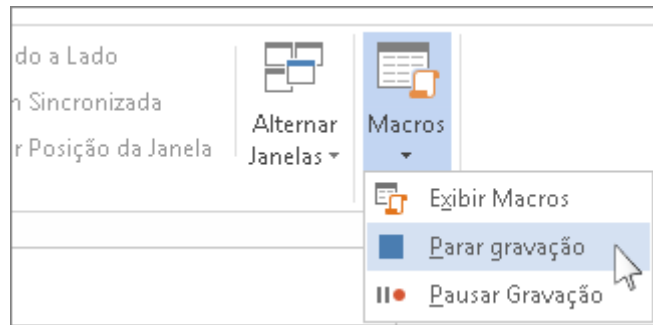 do a Lado
Sincronizada
r Posição da Janela
Alternar
Janelas
Macros
Exibir Macros
Parar gravação
Pausar Gravação